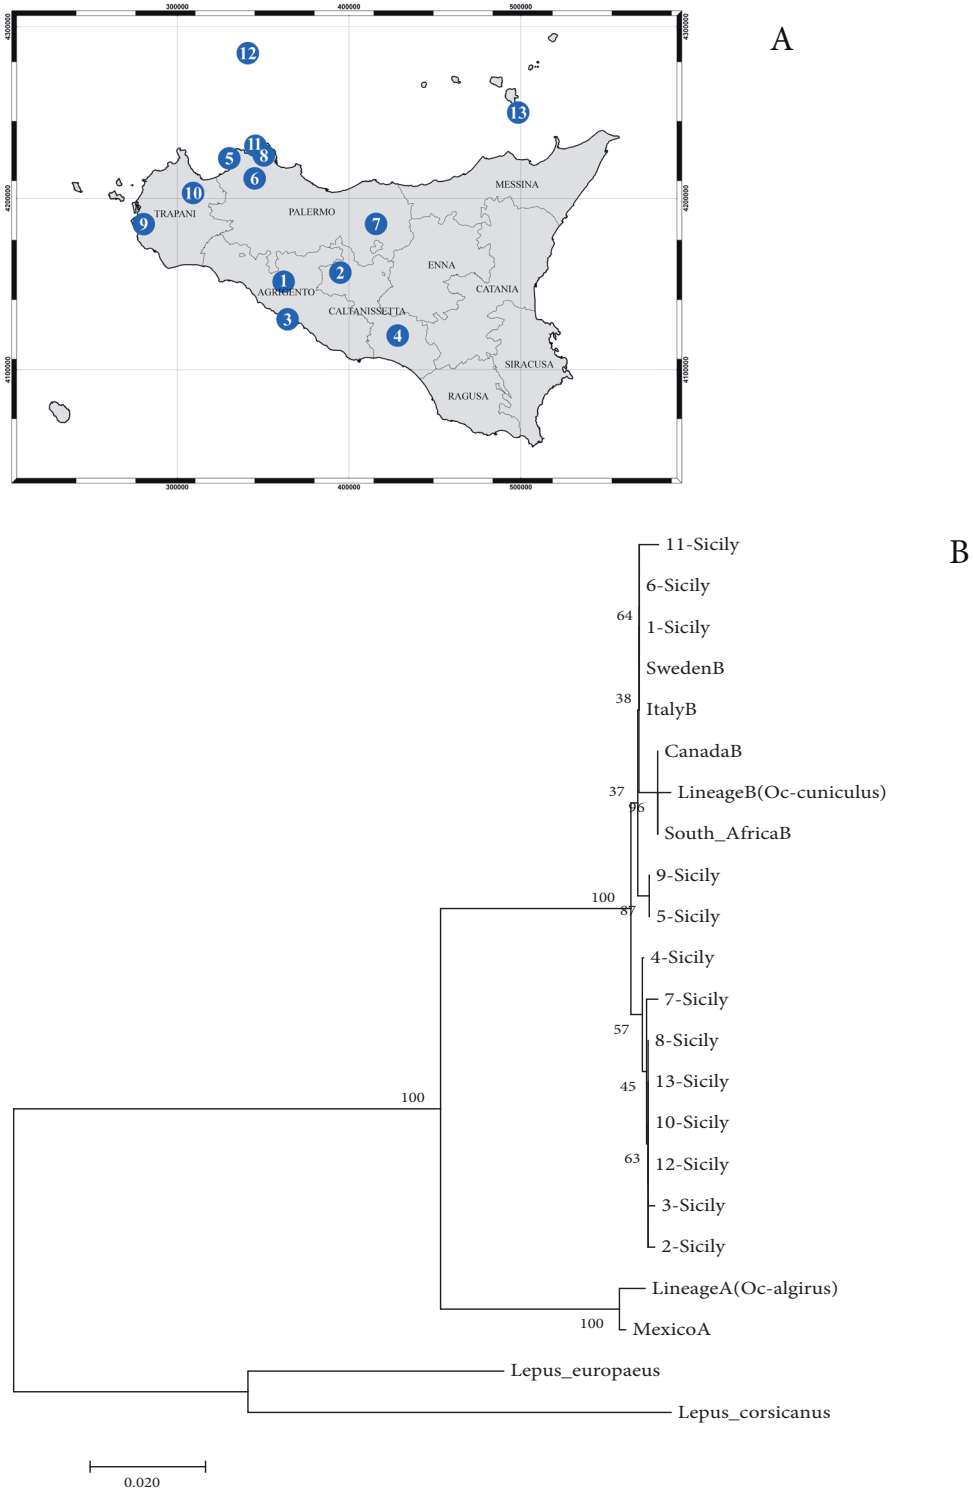 300000 400000 500000
A
4300000
12
13
11
5 8
6
10
MESSINA
4200000 4200000
TRAPANI PALERMO
9 7
ENNA
2
1
AGRIGENTO CATANIA
CALTANISSETTA
3
4
SIRACUSA
4100000 4100000
RAGUSA
300000 400000 500000
B
11-Sicily
6-Sicily
64
1-Sicily
SwedenB
38
ItalyB
CanadaB
37
LineageB(Oc-cuniculus)
96
South_AfricaB
9-Sicily
100
87
5-Sicily
4-Sicily
7-Sicily
57
8-Sicily
45
13-Sicily
100
10-Sicily
63
12-Sicily
3-Sicily
2-Sicily
LineageA(Oc-algirus)
100
MexicoA
Lepus_europaeus
Lepus_corsicanus
0.020